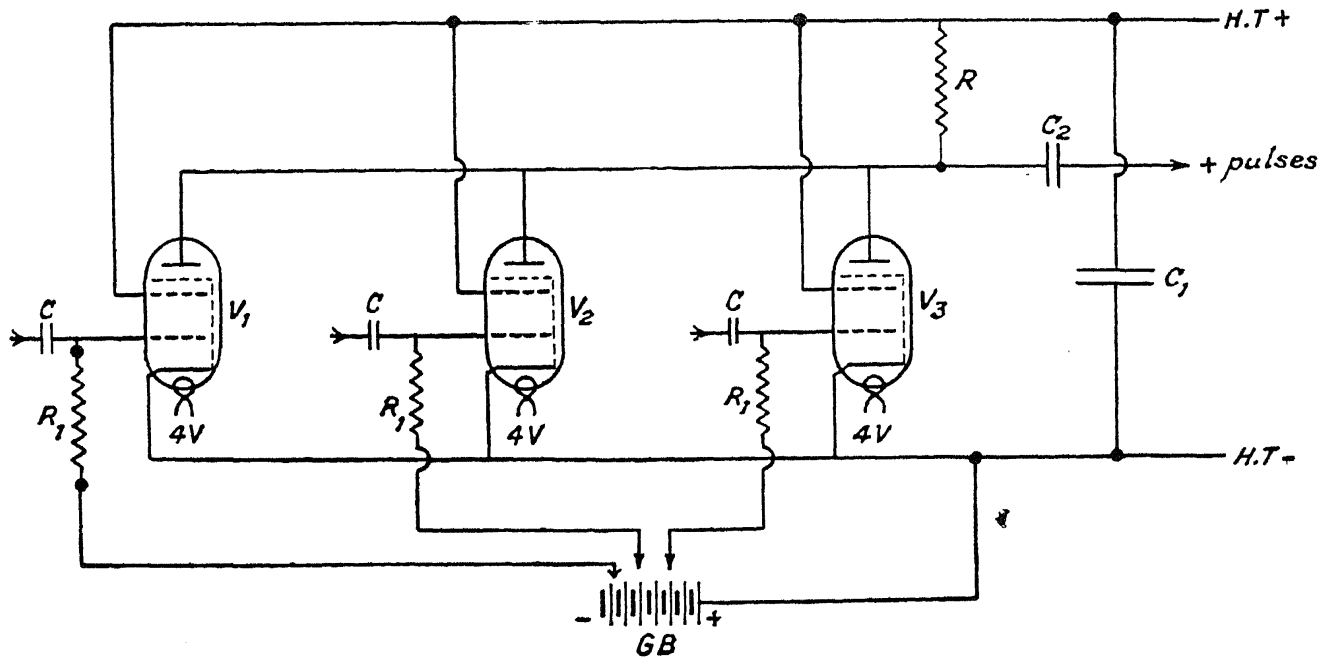 H.T+
R
C2
+ pulses
C
V1
C
V2
C
V3
C1
R1
4V
R1
4V
R1
4V
H.T-
- +
GB